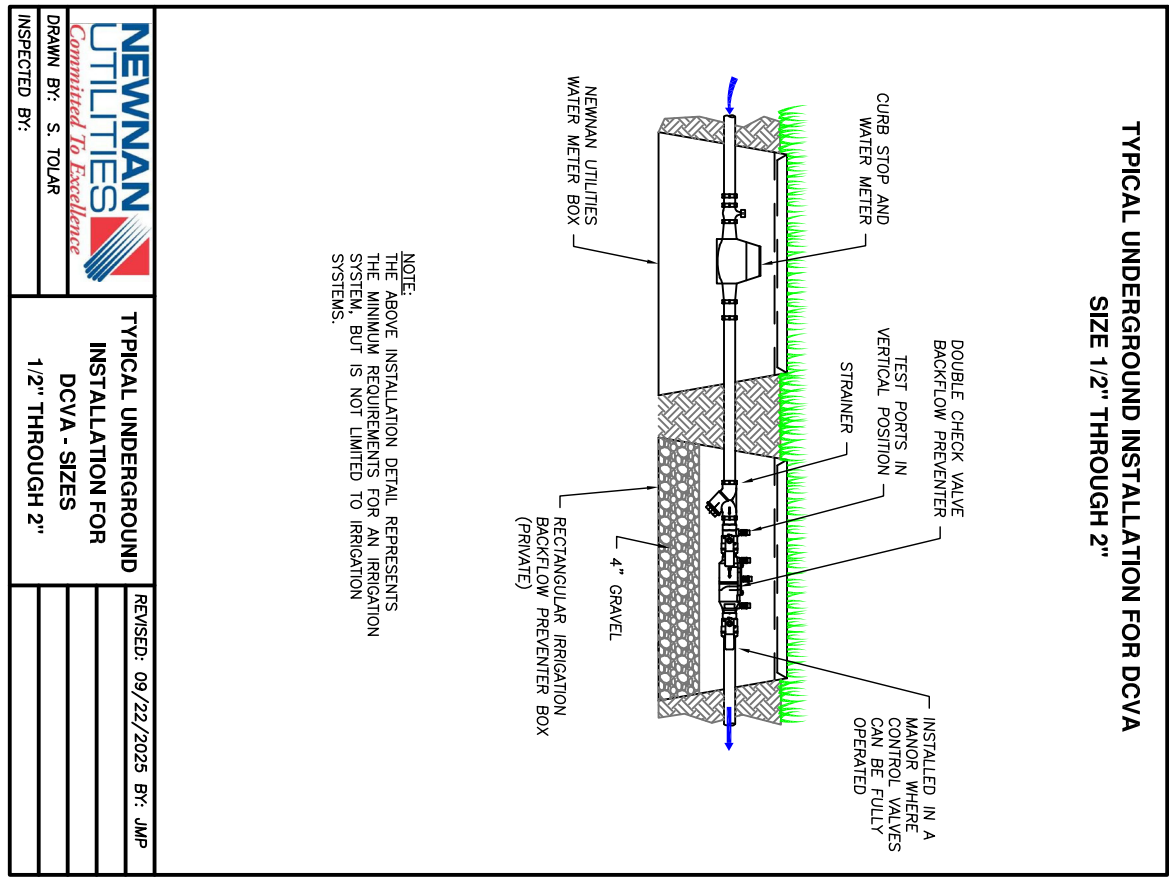 TYPICAL UNDERGROUND INSTALLATION FOR DCVA
SIZE 1/2" THROUGH 2"
CURB STOP AND
WATER METER
DOUBLE CHECK VALVE
BACKFLOW PREVENTER
TEST PORTS IN
VERTICAL POSITION
STRAINER
INSTALLED IN A
MANOR WHERE
CONTROL VALVES
CAN BE FULLY
OPERATED
NEWNAN UTILITIES
WATER METER BOX
4" GRAVEL
RECTANGULAR IRRIGATION
BACKFLOW PREVENTER BOX
(PRIVATE)
NOTE:
THE ABOVE INSTALLATION DETAIL REPRESENTS
THE MINIMUM REQUIREMENTS FOR AN IRRIGATION
SYSTEM, BUT IS NOT LIMITED TO IRRIGATION
SYSTEMS.
NEWNAN
UTILITIES
Committed To Excellence
DRAWN BY: S. TOLAR
INSPECTED BY:
TYPICAL UNDERGROUND
INSTALLATION FOR
DCVA - SIZES
1/2" THROUGH 2"
REVISED: 09/22/2025 BY: JMP